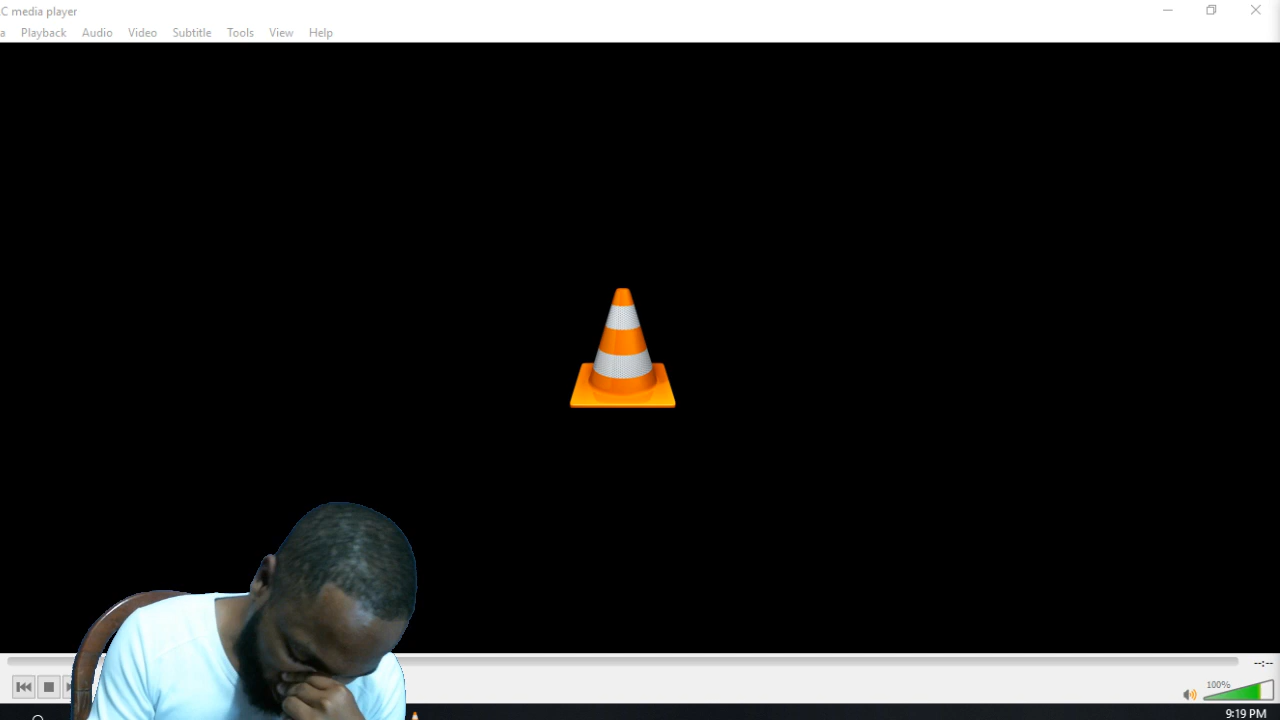 C media player
a Playback Audio Video Subtitle Tools View Help
--:--
100%
9:19 PM